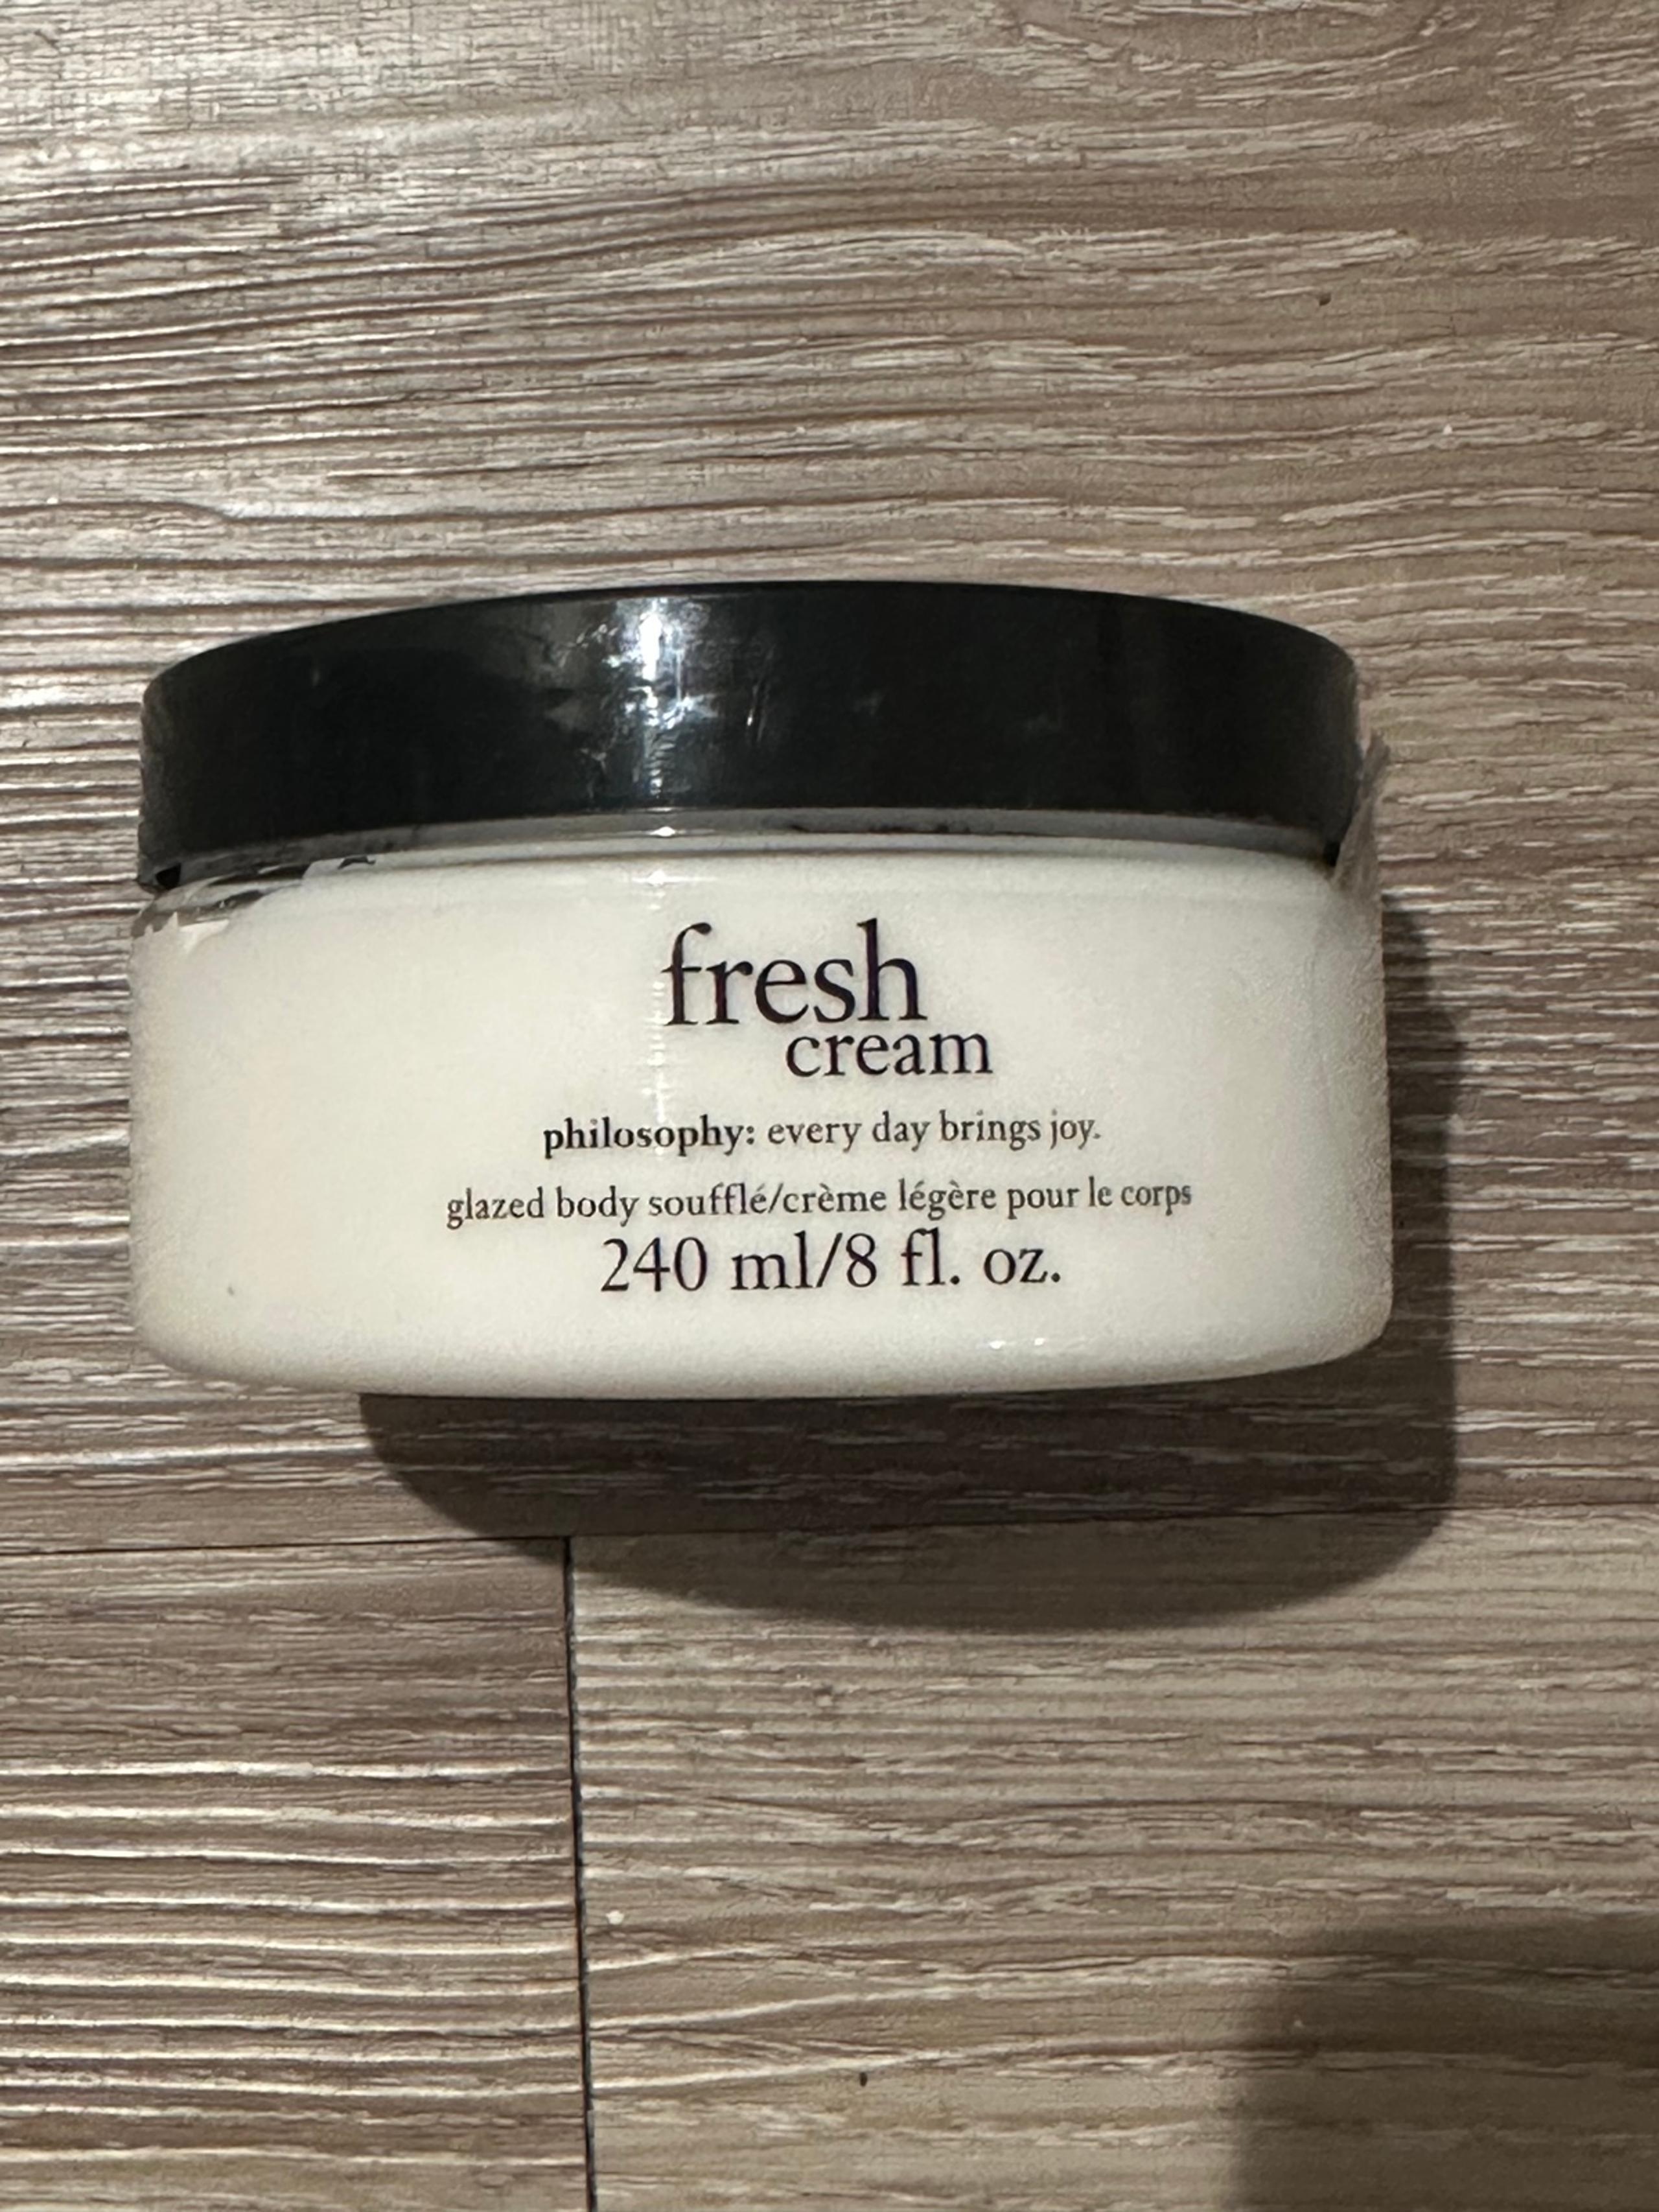 fresh
cream
philosophy: every day brings joy.
glazed body soufflé/crème légère pour le corps
240 ml/8 fl. oz.